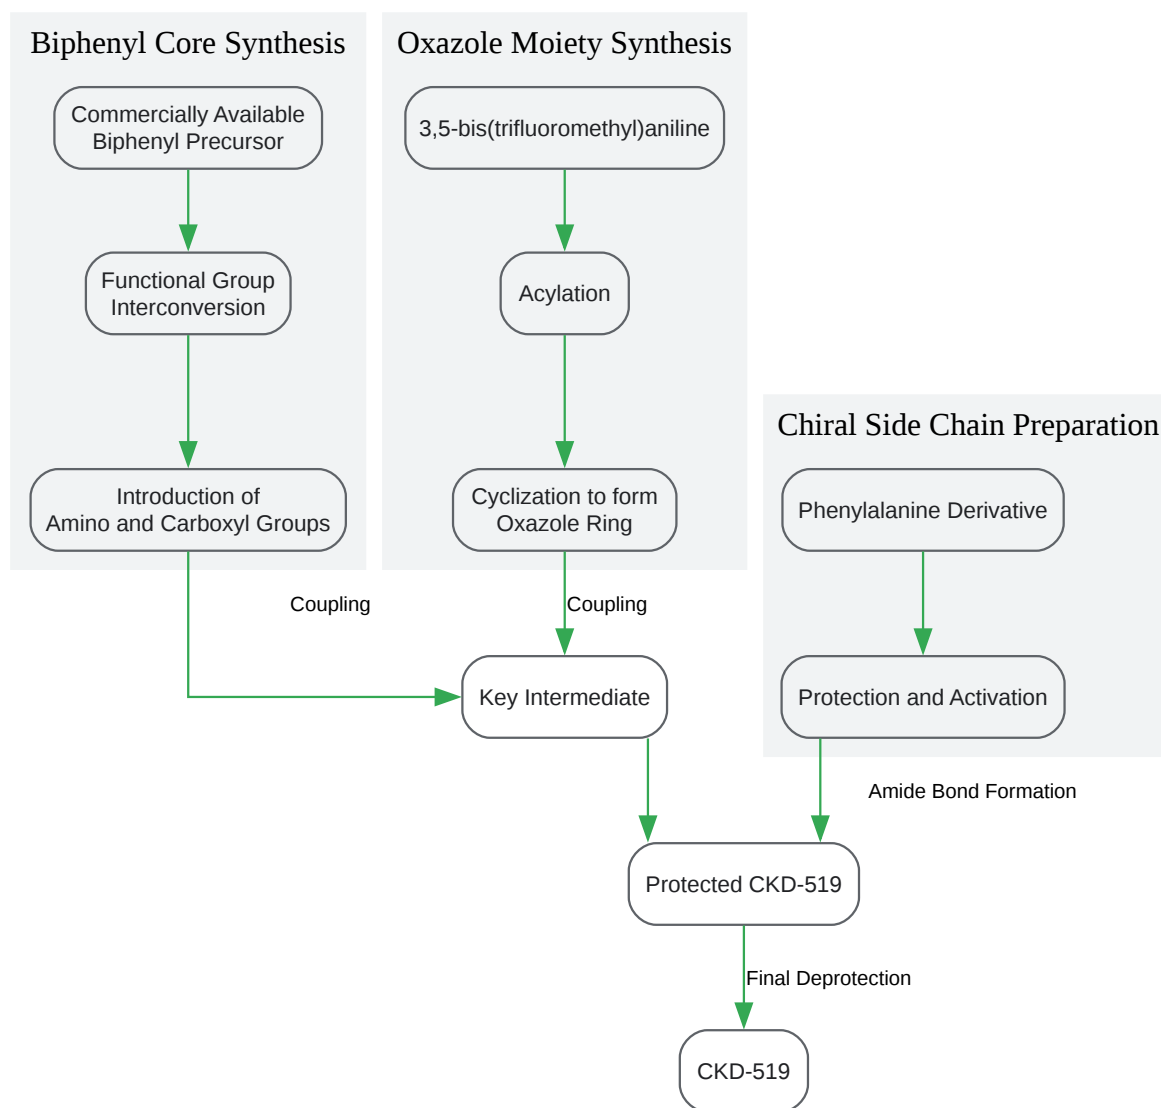 Biphenyl Core Synthesis
Commercially Available
Biphenyl Precursor
Functional Group
Interconversion
Introduction of
Amino and Carboxyl Groups
Oxazole Moiety Synthesis
3,5-bis(trifluoromethyl)aniline
Acylation
Cyclization to form
Oxazole Ring
Chiral Side Chain Preparation
Phenylalanine Derivative
Protection and Activation
Coupling
Coupling
Key Intermediate
Amide Bond Formation
Protected CKD-519
Final Deprotection
CKD-519